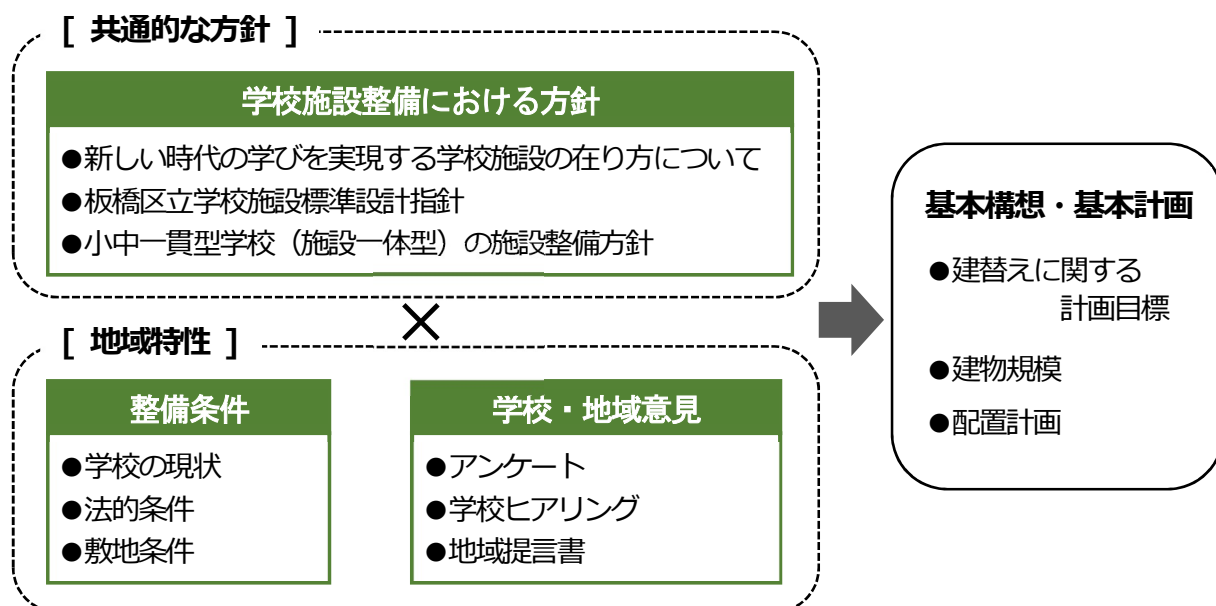 [ 共通的な方針 ]
学校施設整備における方針
●新しい時代の学びを実現する学校施設の在り方について
●板橋区立学校施設標準設計指針
●小中一貫型学校（施設一体型）の施設整備方針
×
[ 地域特性 ]
整備条件
●学校の現状
●法的条件
●敷地条件
学校・地域意見
●アンケート
●学校ヒアリング
●地域提言書
基本構想・基本計画
●建替えに関する
計画目標
●建物規模
●配置計画